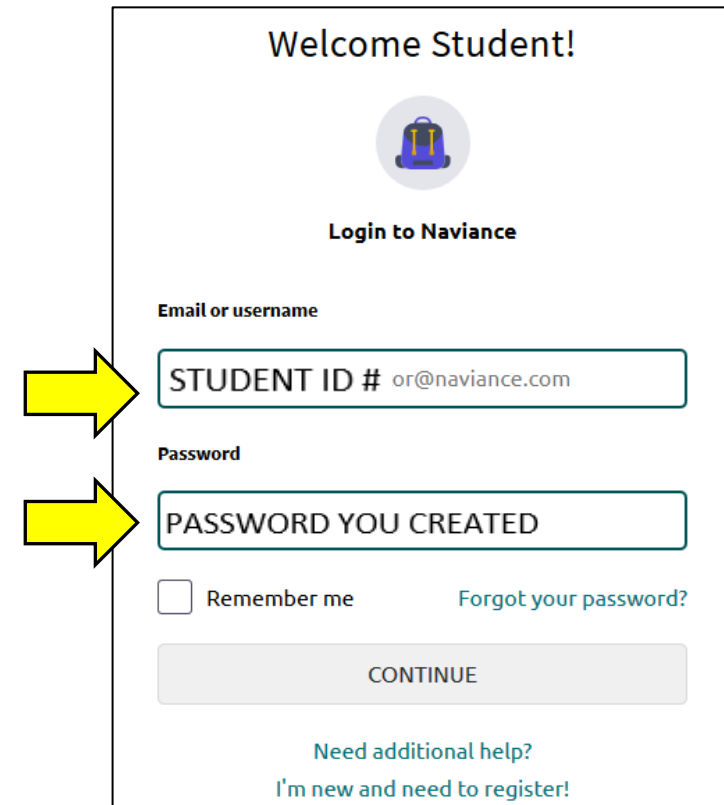 Welcome Student!
Login to Naviance
Email or username
STUDENT ID # or@naviance.com
Password
PASSWORD YOU CREATED
Remember me Forgot your password?
CONTINUE
Need additional help?
I'm new and need to register!